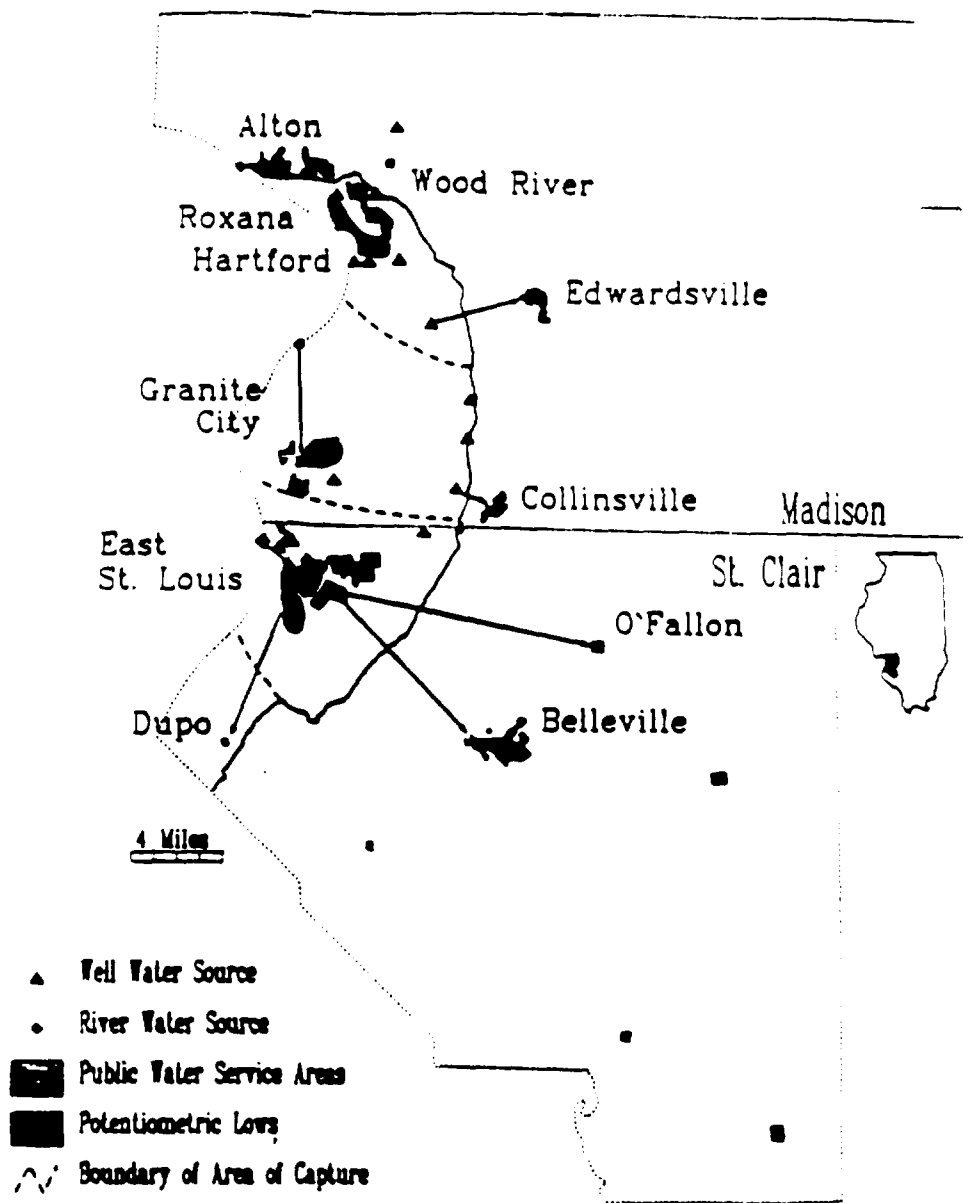 Alton
Wood River
Roxana
Hartford
Edwardsville
Granite
City
Collinsville
Madison
East
St. Louis
St. Clair
O'Fallon
Dupo
Belleville
4 Miles
Well Water Source
River Water Source
Public Water Service Areas
Potentiometric Lows
Boundary of Area of Capture